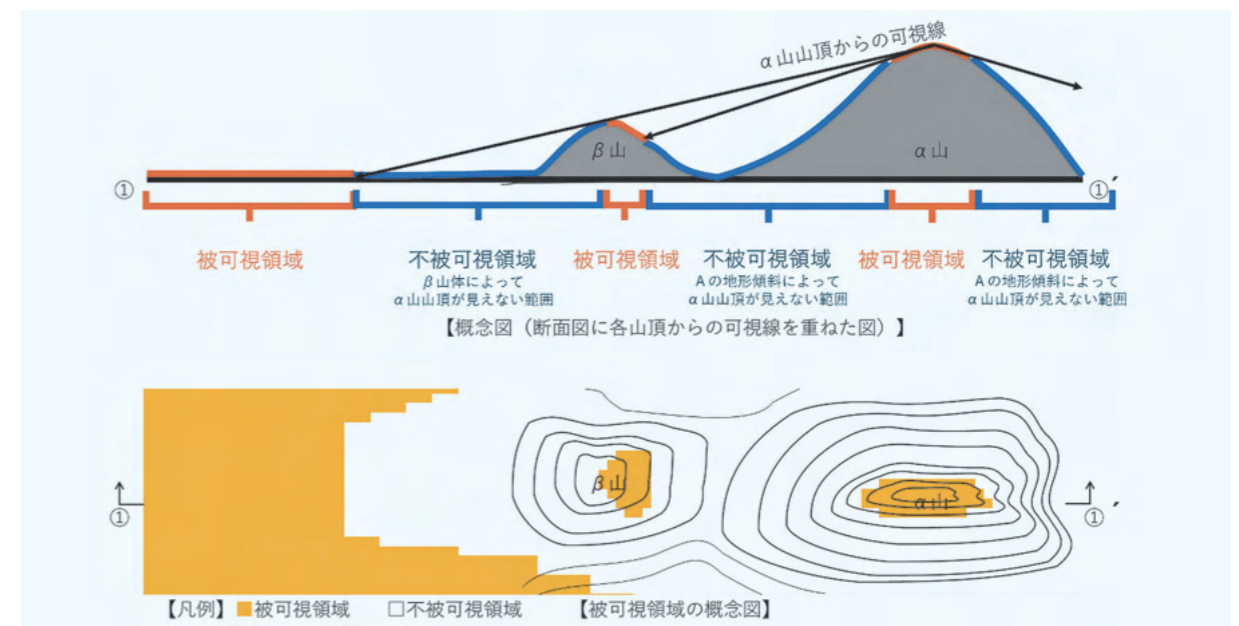 α山山頂からの可視線
β山
α山
①
①´
被可視領域
不被可視領域
β山体によって
α山山頂が見えない範囲
被可視領域
不被可視領域
Aの地形傾斜によって
α山山頂が見えない範囲
被可視領域
不被可視領域
Aの地形傾斜によって
α山山頂が見えない範囲
【概念図（断面図に各山頂からの可視線を重ねた図）】
β山
α山
①
①´
【凡例】 被可視領域 不被可視領域 【被可視領域の概念図】